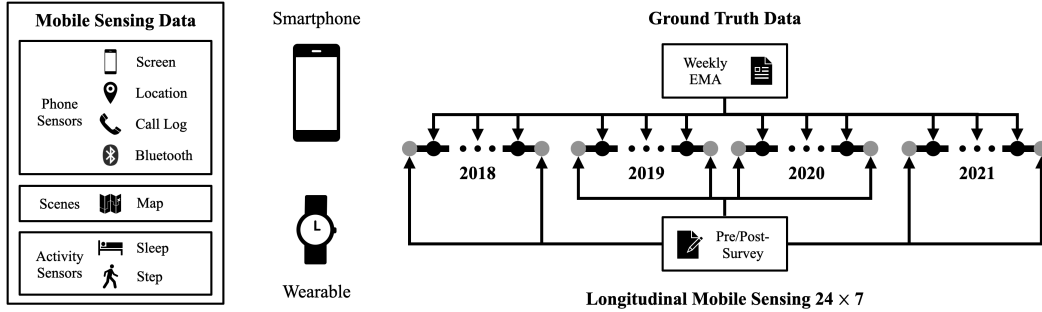 Mobile Sensing Data
Phone
Sensors
Screen
Location
Call Log
Bluetooth
Scenes
Map
Activity
Sensors
Sleep
Step
Smartphone
Wearable
Ground Truth Data
Weekly
EMA
2018
2019
2020
2021
Pre/Post-
Survey
Longitudinal Mobile Sensing 24 × 7